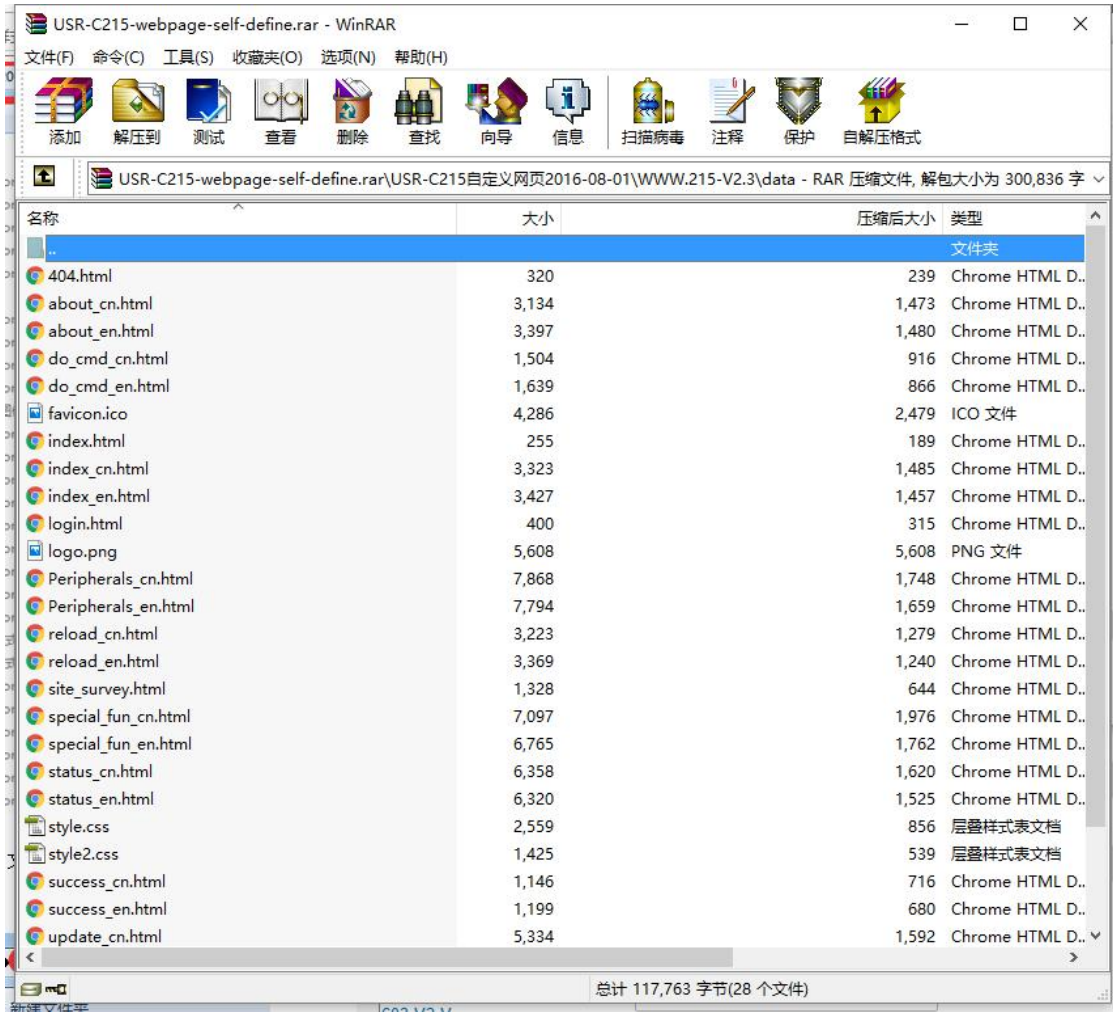 USR-C215-webpage-self-define.rar - WinRAR
文件(F) 命令(C) 工具(S) 收藏夹(O) 选项(N) 帮助(H)
添加 解压到 测试 查看 删除 查找 向导 信息 扫描病毒 注释 保护 自解压格式
USR-C215-webpage-self-define.rar\USR-C215自定义网页2016-08-01\WWW.215-V2.3\data - RAR 压缩文件, 解包大小为 300,836 字
名称 大小 压缩后大小 类型
.. 文件夹
404.html 320 239 Chrome HTML D..
about_cn.html 3,134 1,473 Chrome HTML D..
about_en.html 3,397 1,480 Chrome HTML D..
do_cmd_cn.html 1,504 916 Chrome HTML D..
do_cmd_en.html 1,639 866 Chrome HTML D..
favicon.ico 4,286 2,479 ICO 文件
index.html 255 189 Chrome HTML D..
index_cn.html 3,323 1,485 Chrome HTML D..
index_en.html 3,427 1,457 Chrome HTML D..
login.html 400 315 Chrome HTML D..
logo.png 5,608 5,608 PNG 文件
Peripherals_cn.html 7,868 1,748 Chrome HTML D..
Peripherals_en.html 7,794 1,659 Chrome HTML D..
reload_cn.html 3,223 1,279 Chrome HTML D..
reload_en.html 3,369 1,240 Chrome HTML D..
site_survey.html 1,328 644 Chrome HTML D..
special_fun_cn.html 7,097 1,976 Chrome HTML D..
special_fun_en.html 6,765 1,762 Chrome HTML D..
status_cn.html 6,358 1,620 Chrome HTML D..
status_en.html 6,320 1,525 Chrome HTML D..
style.css 2,559 856 层叠样式表文档
style2.css 1,425 539 层叠样式表文档
success_cn.html 1,146 716 Chrome HTML D..
success_en.html 1,199 680 Chrome HTML D..
update_cn.html 5,334 1,592 Chrome HTML D..
总计 117,763 字节(28 个文件)